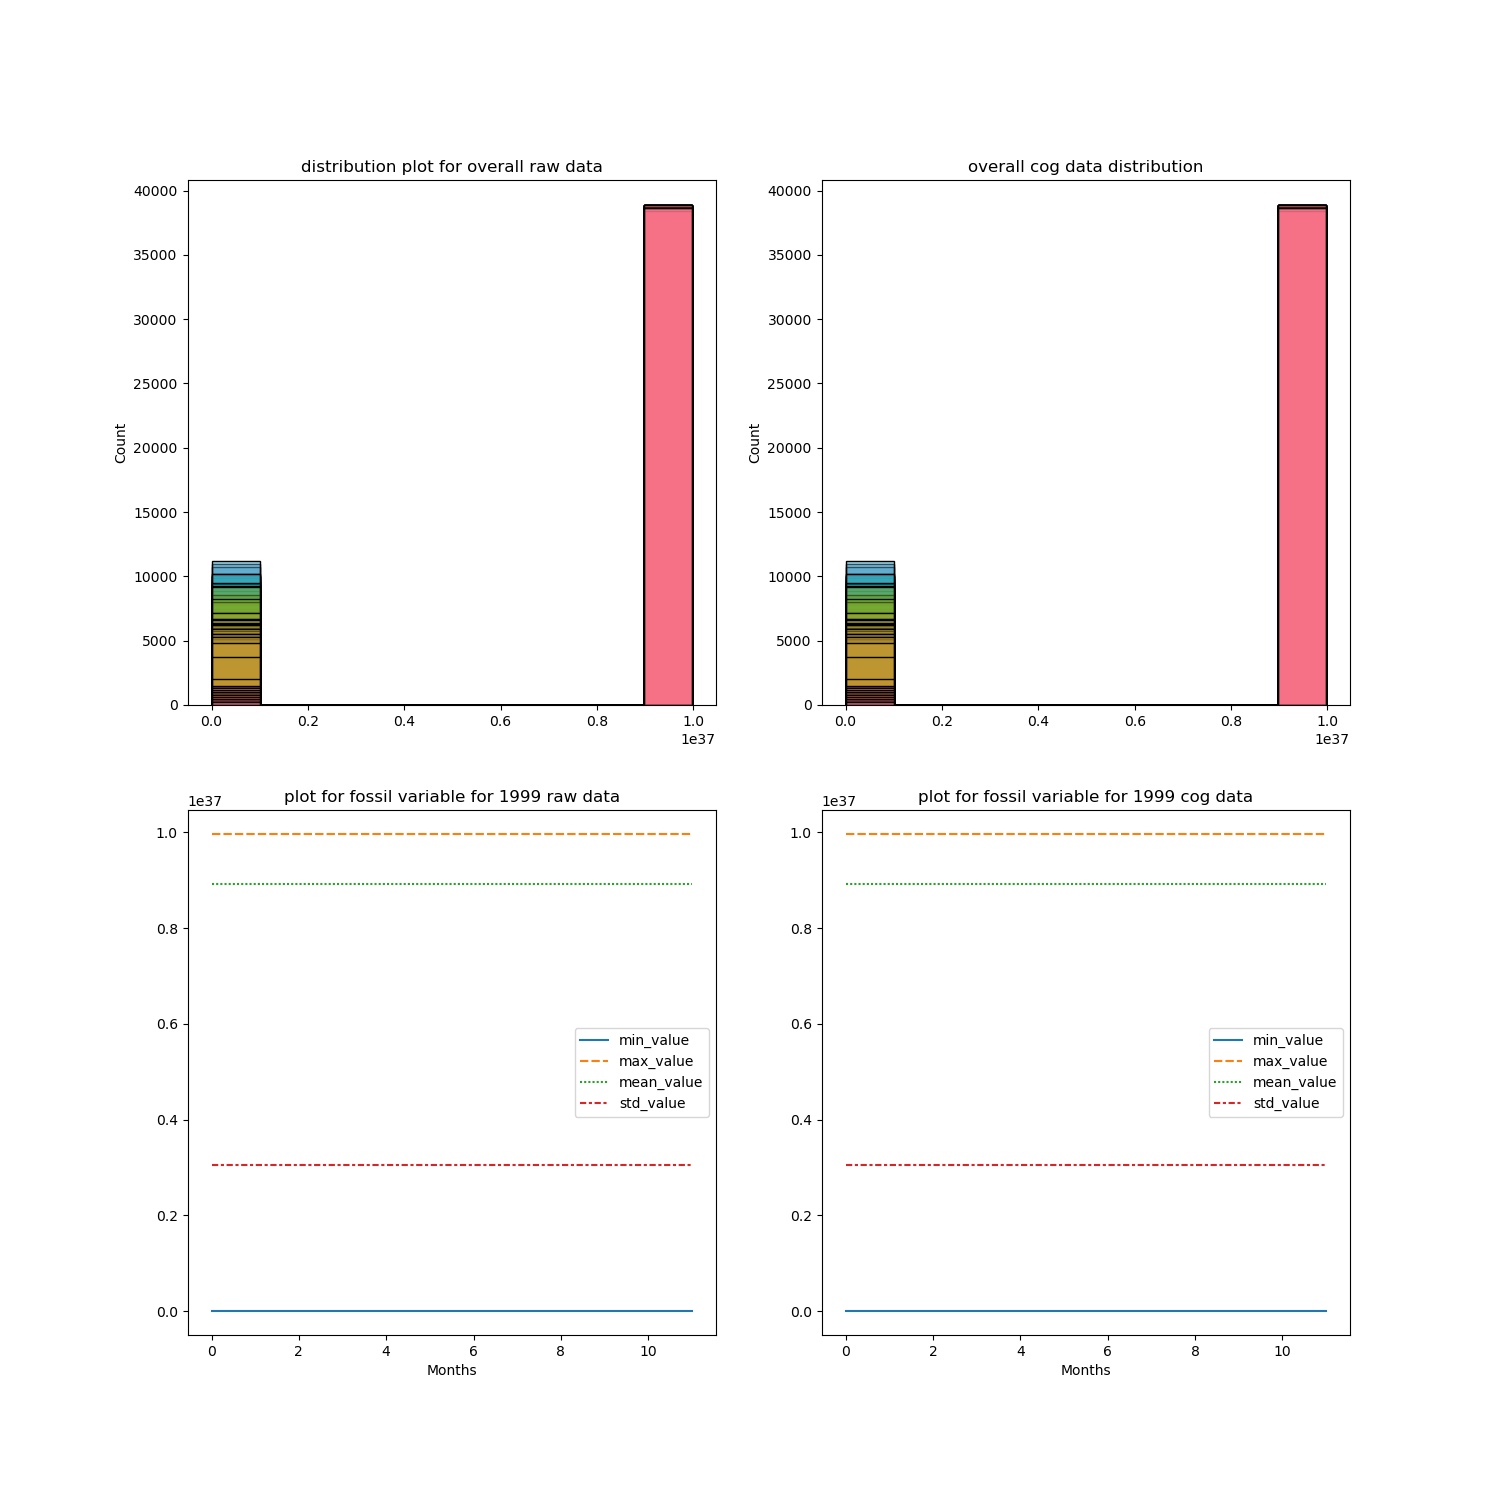 distribution plot for overall raw data
40000
35000
30000
25000
20000
15000
10000
5000
0
Count
0.0 0.2 0.4 0.6 0.8 1.0
1e37
overall cog data distribution
40000
35000
30000
25000
20000
15000
10000
5000
0
Count
0.0 0.2 0.4 0.6 0.8 1.0
1e37
plot for fossil variable for 1999 raw data
1e37
1.0
0.8
0.6
0.4
0.2
0.0
min_value
max_value
mean_value
std_value
0 2 4 6 8 10
Months
plot for fossil variable for 1999 cog data
1e37
1.0
0.8
0.6
0.4
0.2
0.0
min_value
max_value
mean_value
std_value
0 2 4 6 8 10
Months